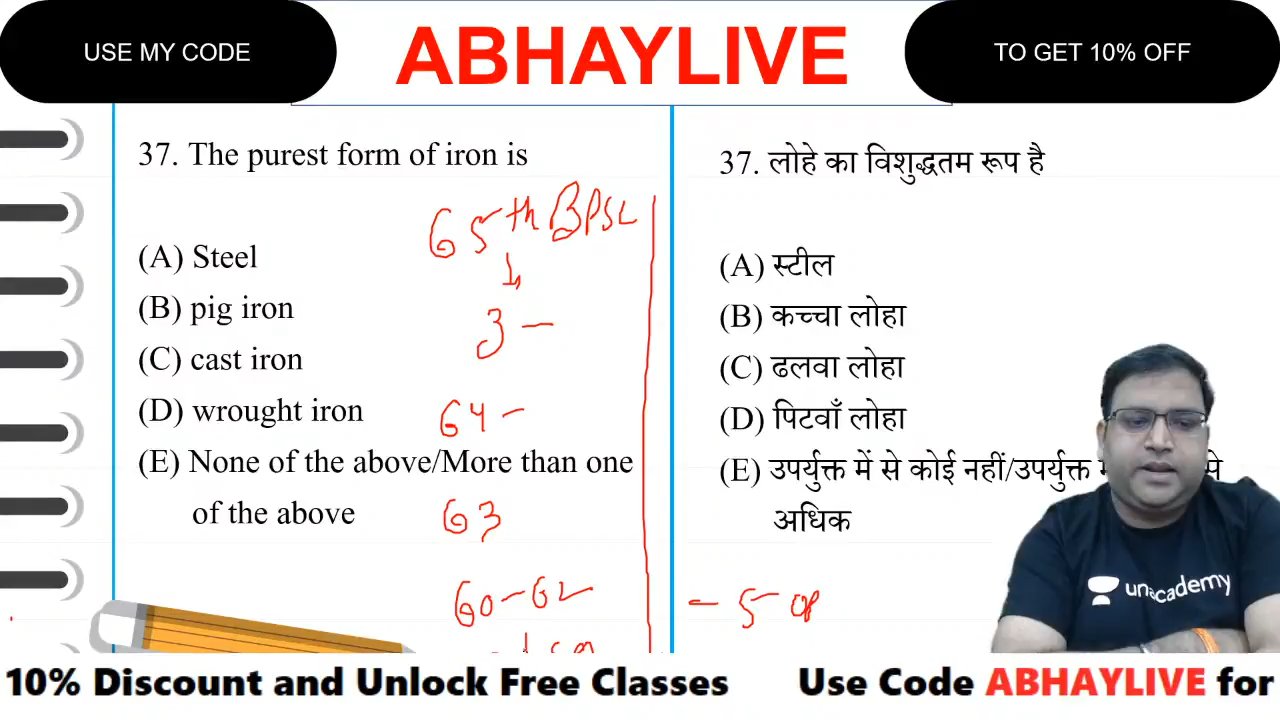 USE MY CODE
ABHAYLIVE
TO GET 10% OFF
37. The purest form of iron is
65th BPSC
(A) Steel
(B) pig iron
3 —
(C) cast iron
(D) wrought iron
64 -
(E) None of the above/More than one
of the above
63
60-62
37. लोहे का विशुद्धतम रूप है
(A) स्टील
(B) कच्चा लोहा
(C) ढलवा लोहा
(D) पिटवाँ लोहा
(E) उपर्युक्त में से कोई नहीं/उपर्युक्त से
अधिक
- 5 op
unacademy
10% Discount and Unlock Free Classes
Use Code ABHAYLIVE for